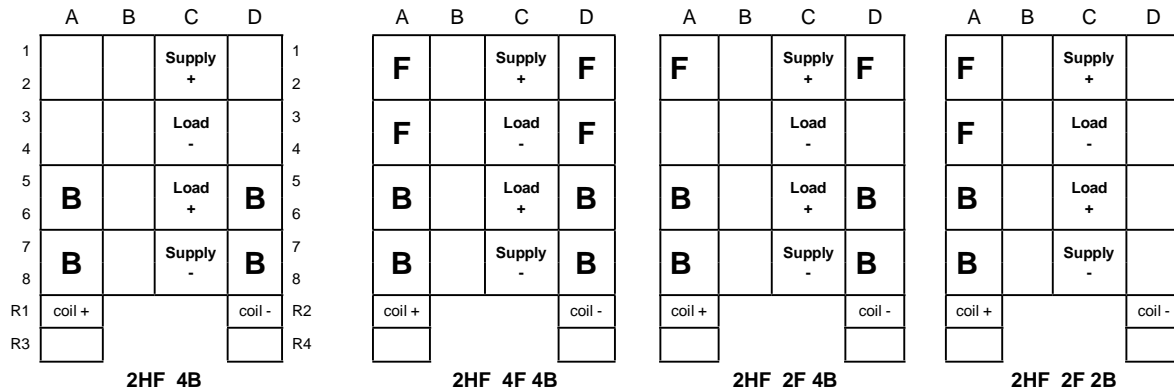 A B C D A B C D A B C D A B C D
1 Supply + 1 F Supply + F F Supply + F F Supply +
2 2
3 Load - 3 F Load - F Load - F Load -
4 4
5 B Load + B 5 B Load + B B Load + B B Load +
6 6
7 B Supply - B 7 B Supply - B B Supply - B B Supply -
8 8
R1 coil + coil - R2 coil + coil - coil + coil - coil + coil -
R3 R4
2HF 4B 2HF 4F 4B 2HF 2F 4B 2HF 2F 2B